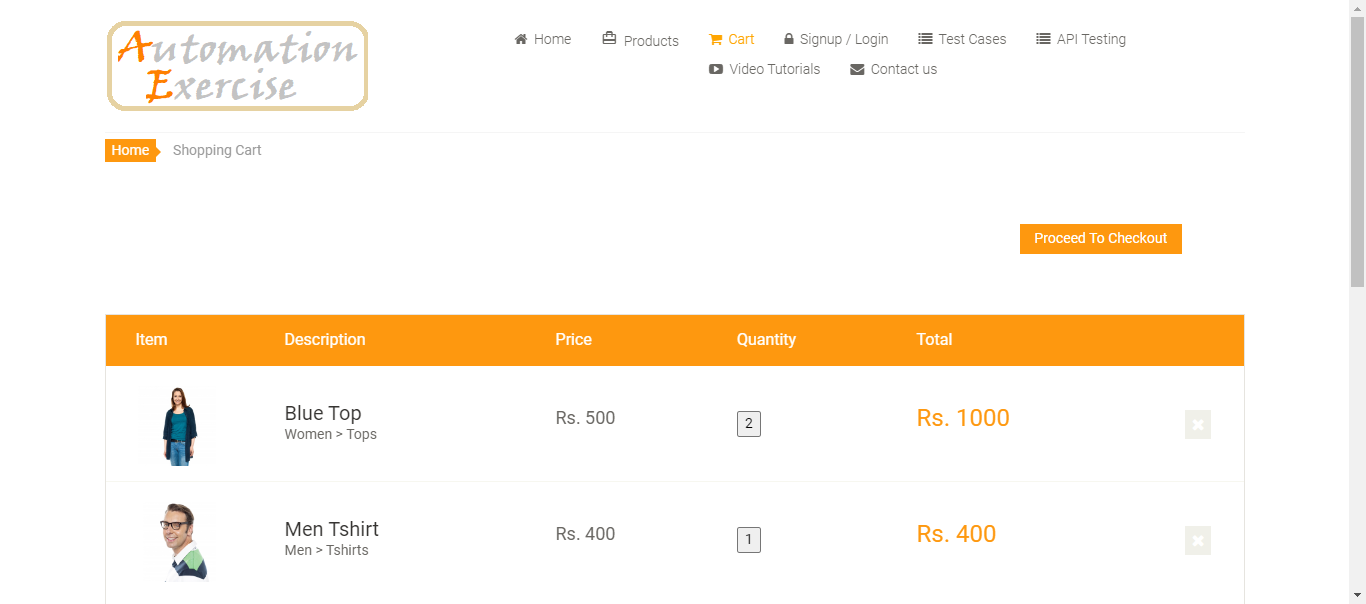 Automation
Exercise
Home
Products
Cart
Signup / Login
Test Cases
API Testing
Video Tutorials
Contact us
Home
Shopping Cart
Proceed To Checkout
Item Description Price Quantity Total
Blue Top
Women > Tops
Rs. 500
2
Rs. 1000
Men Tshirt
Men > Tshirts
Rs. 400
1
Rs. 400